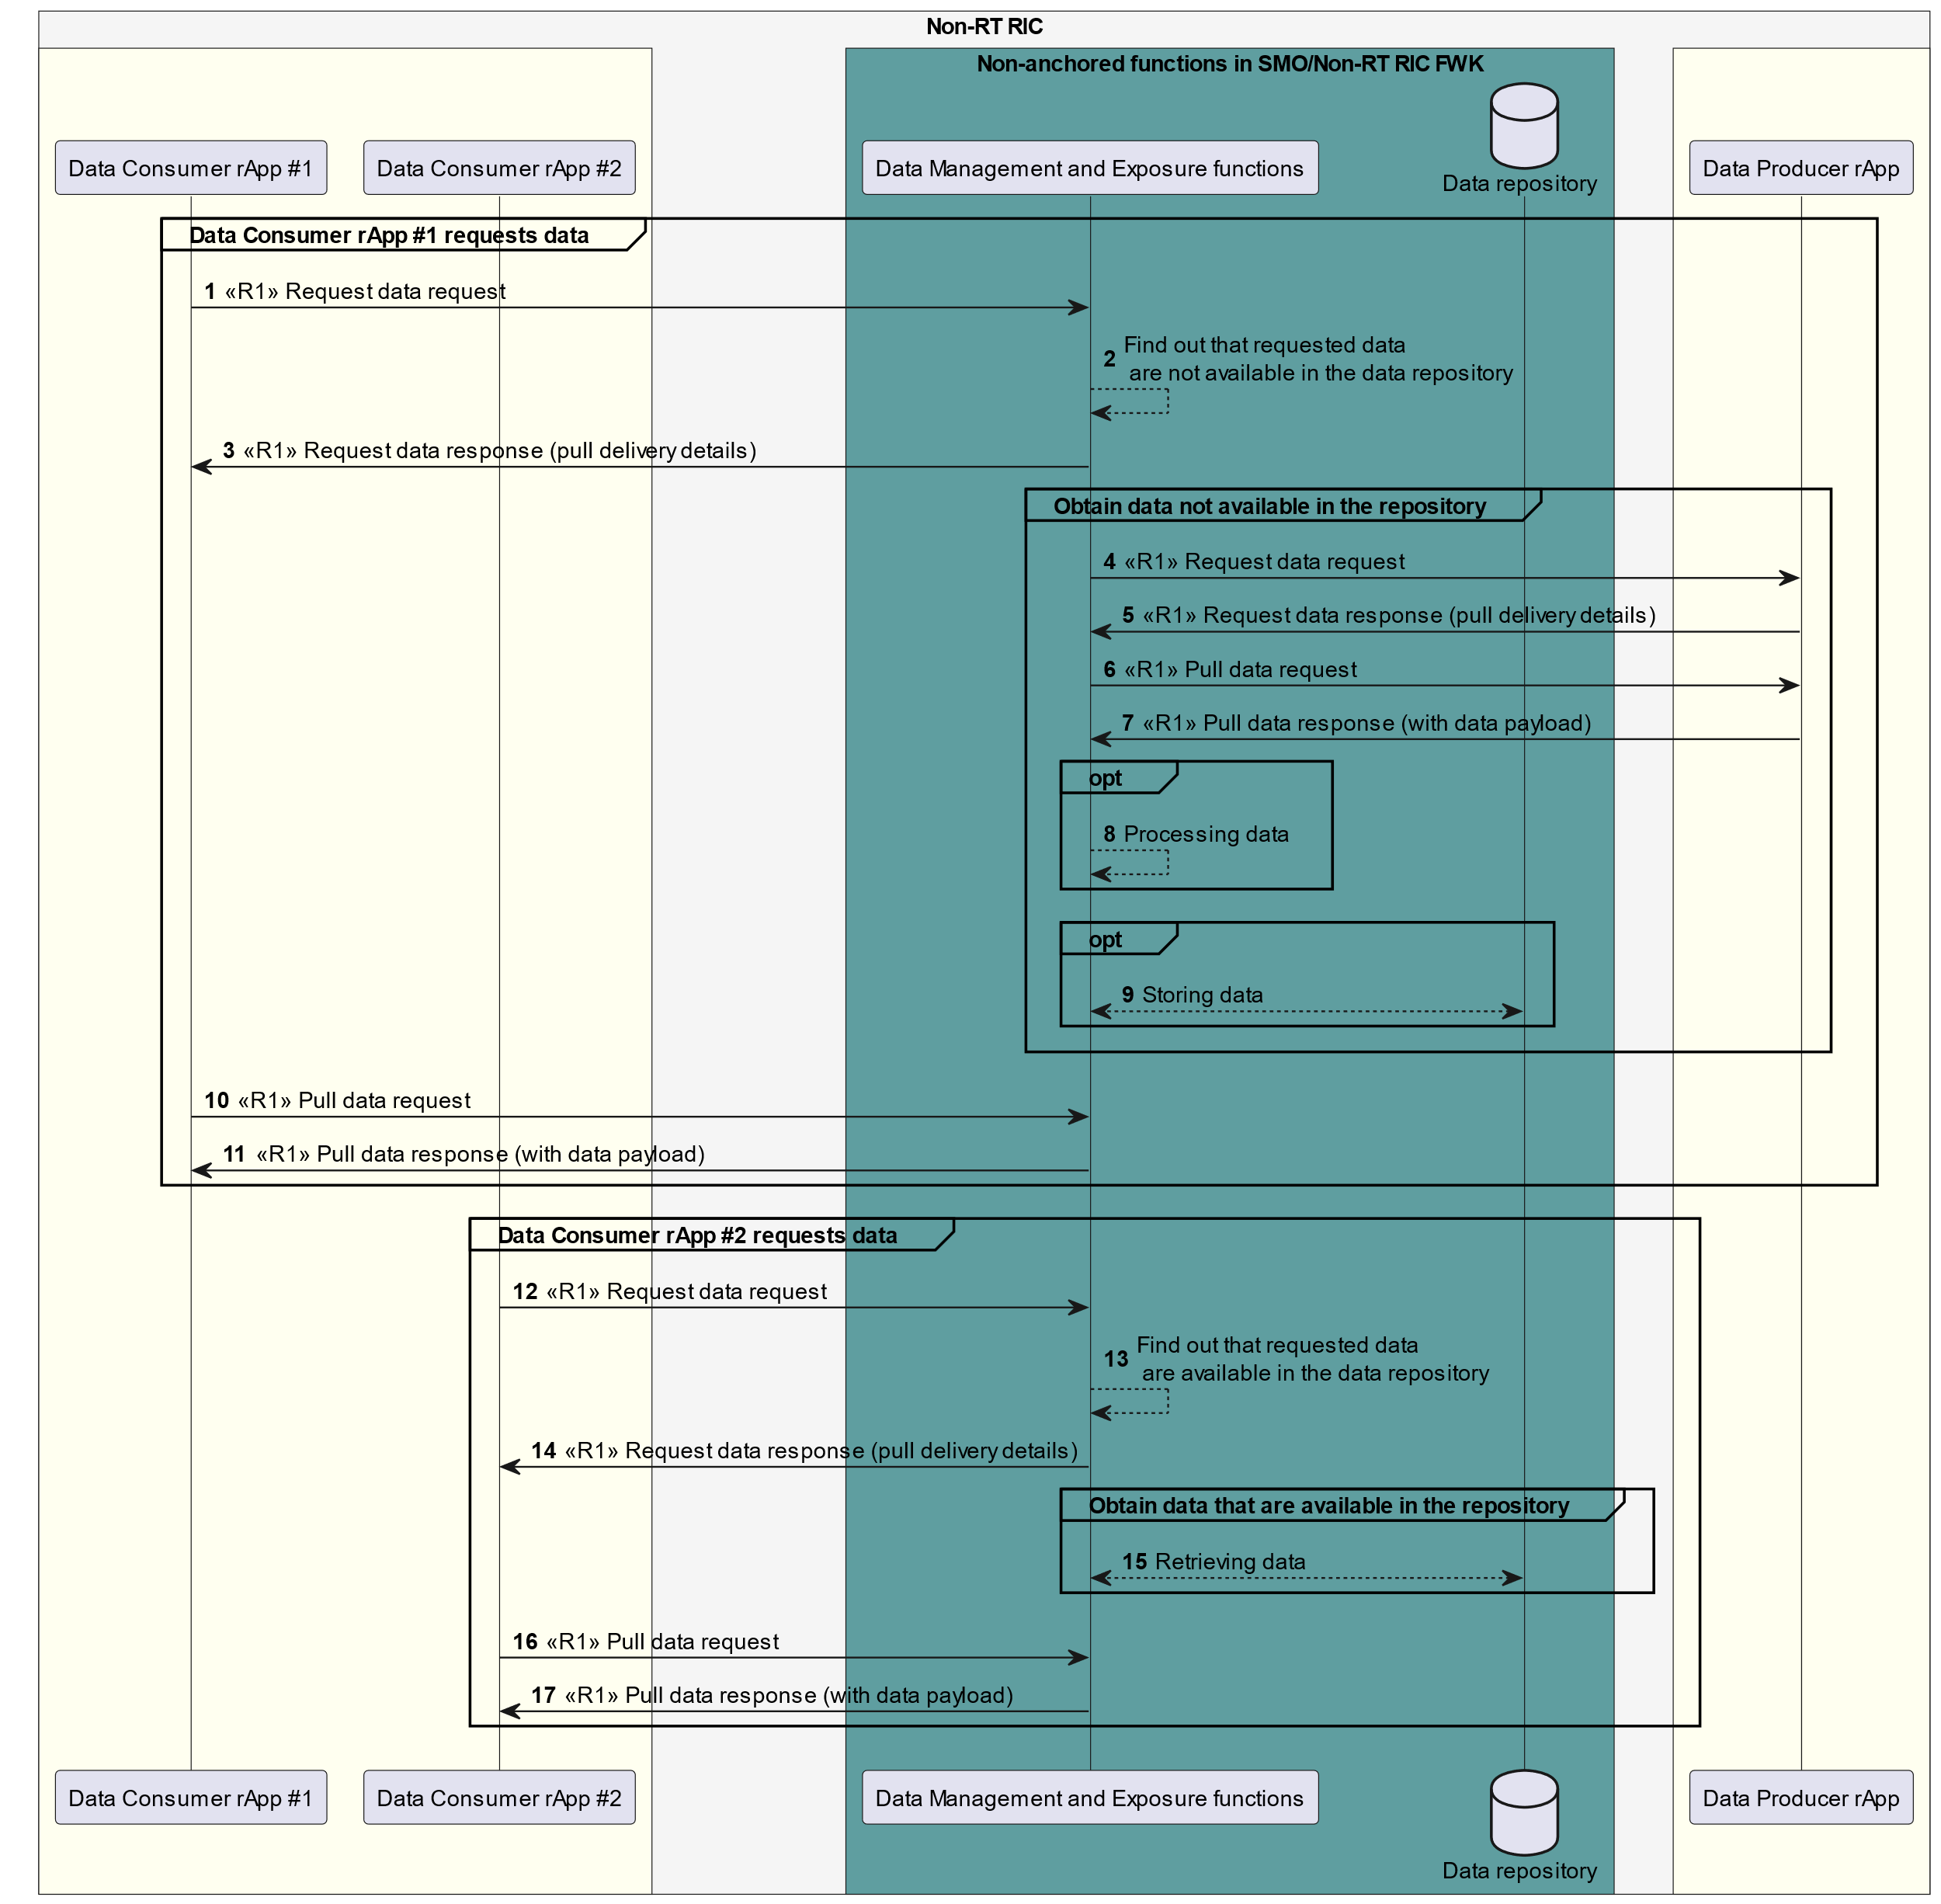 Non-RT RIC
Non-anchored functions in SMO/Non-RT RIC FWK
Data Consumer rApp #1
Data Consumer rApp #2
Data Management and Exposure functions
Data repository
Data Producer rApp
Data Consumer rApp #1 requests data
1 «R1» Request data request
2 Find out that requested data
are not available in the data repository
3 «R1» Request data response (pull delivery details)
Obtain data not available in the repository
4 «R1» Request data request
5 «R1» Request data response (pull delivery details)
6 «R1» Pull data request
7 «R1» Pull data response (with data payload)
opt
8 Processing data
opt
9 Storing data
10 «R1» Pull data request
11 «R1» Pull data response (with data payload)
Data Consumer rApp #2 requests data
12 «R1» Request data request
13 Find out that requested data
are available in the data repository
14 «R1» Request data response (pull delivery details)
Obtain data that are available in the repository
15 Retrieving data
16 «R1» Pull data request
17 «R1» Pull data response (with data payload)
Data Consumer rApp #1
Data Consumer rApp #2
Data Management and Exposure functions
Data repository
Data Producer rApp